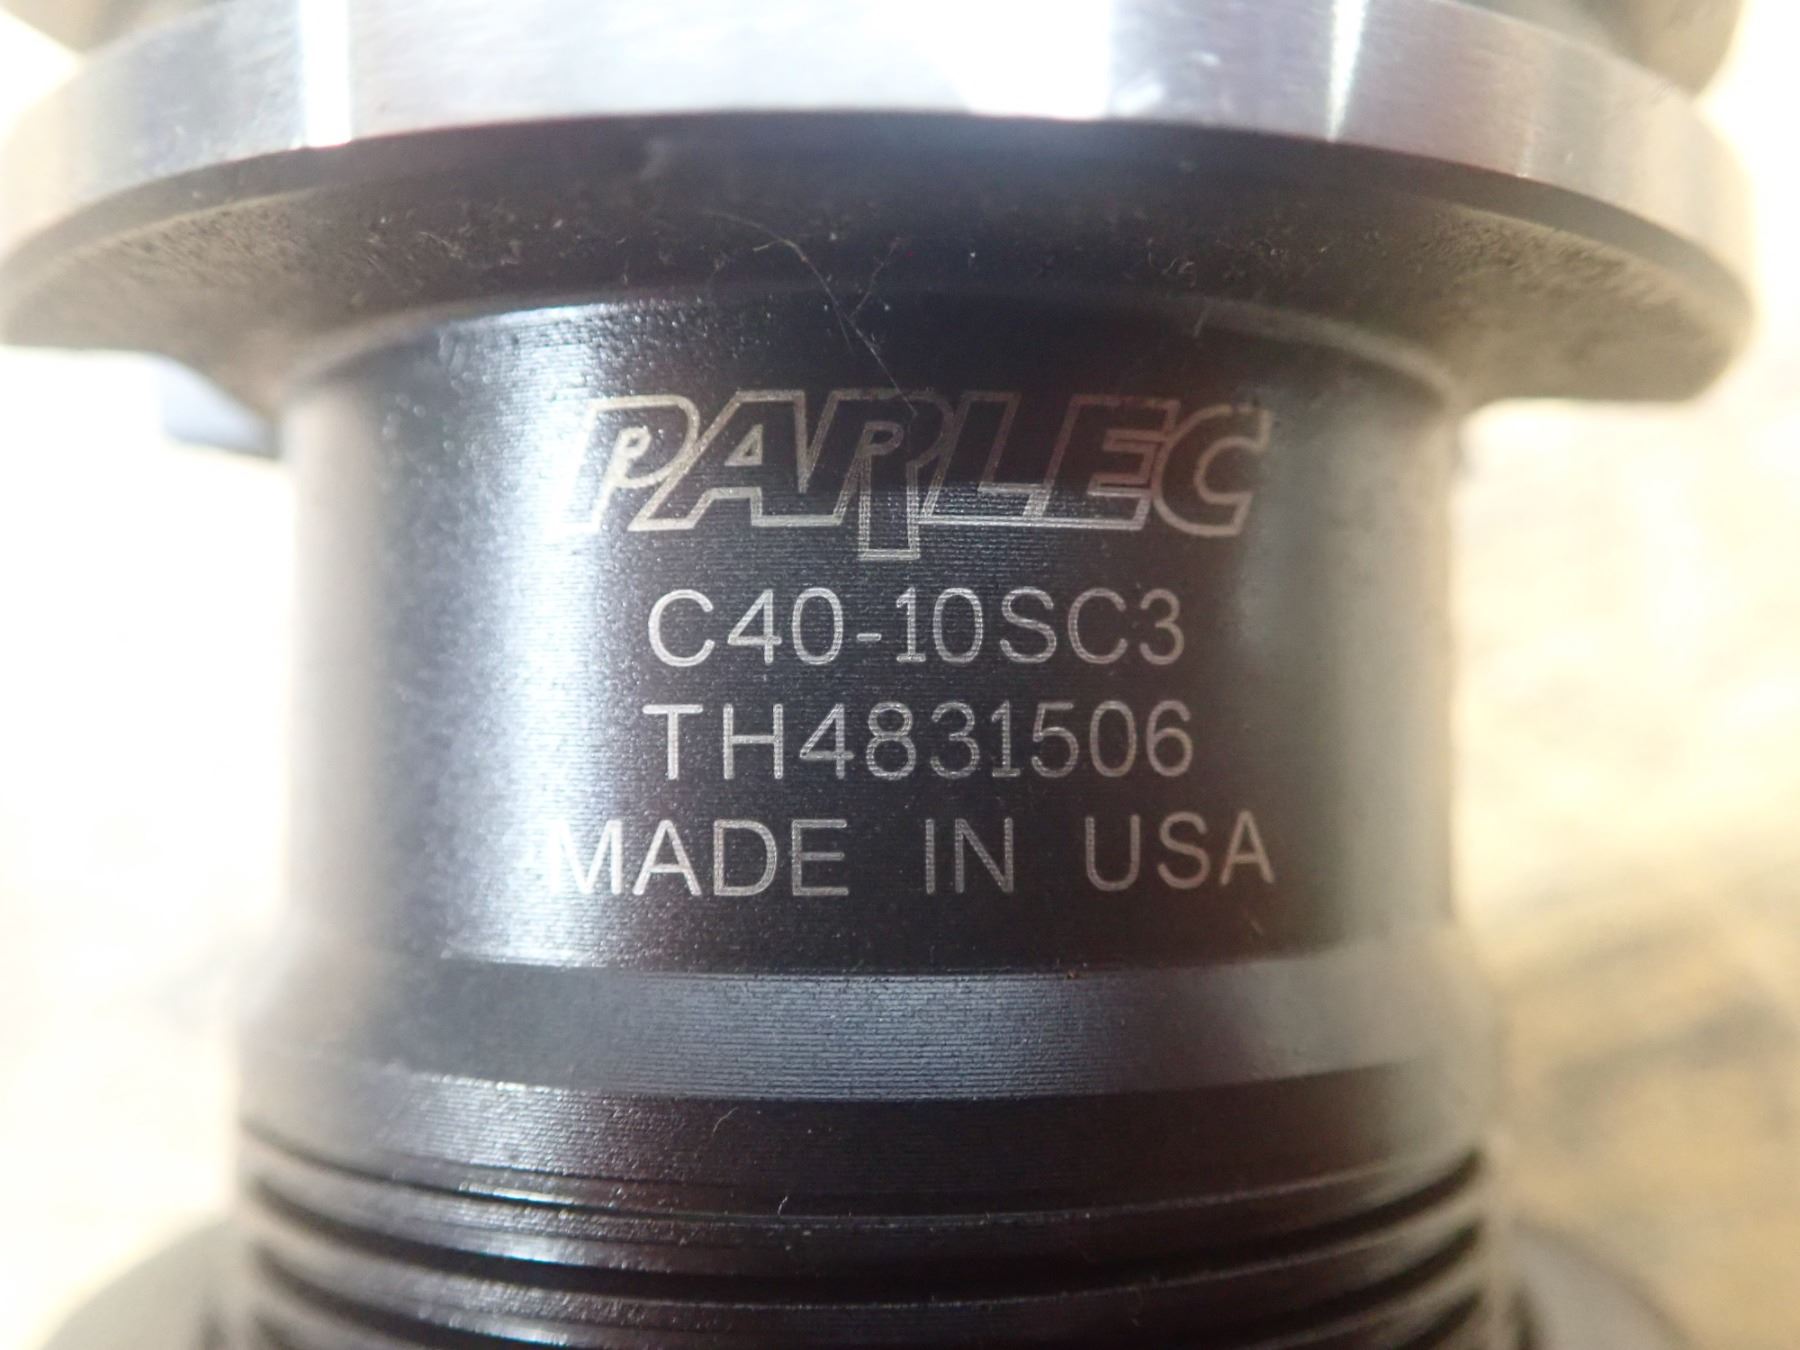 PARLEC
C40-10SC3
TH4831506
MADE IN USA